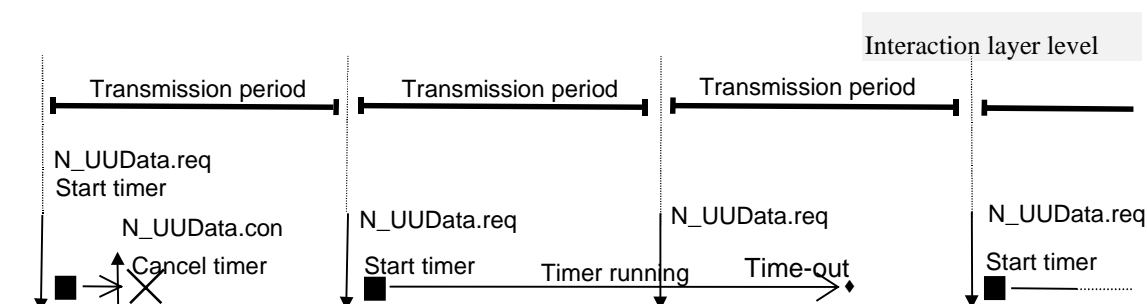 Interaction layer level
Transmission period
Transmission period
Transmission period
N_UUData.req
Start timer
N_UUData.con
Cancel timer
N_UUData.req
Start timer
Timer running
Time-out
N_UUData.req
N_UUData.req
Start timer